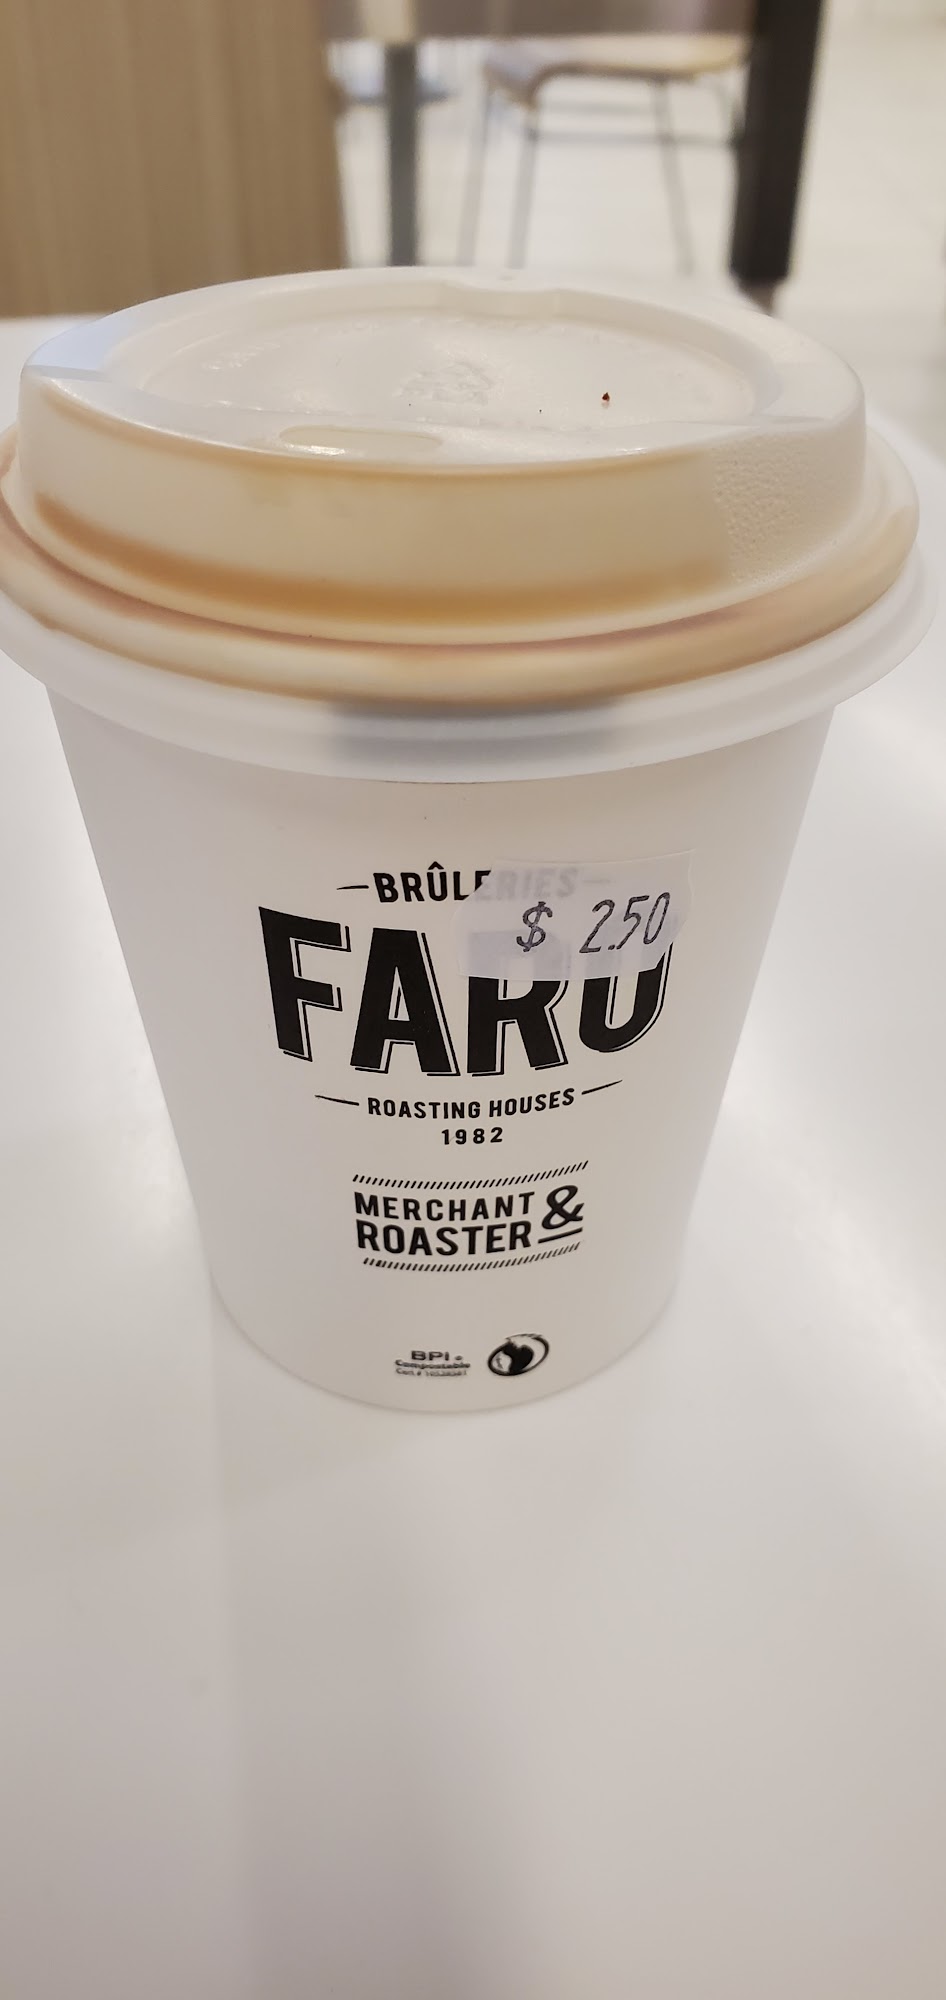 BRÛLERIES
$ 2.50
FARO
ROASTING HOUSES
1982
MERCHANT &
ROASTER
BPI
Compostable